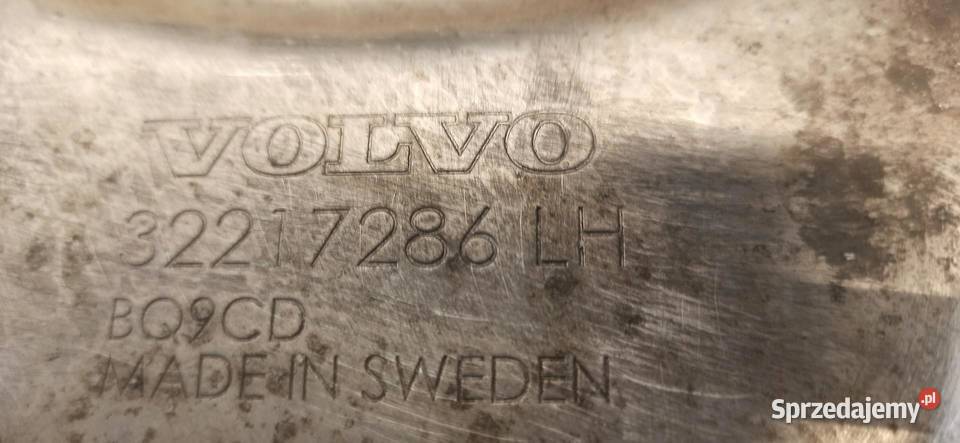 VOLVO
32217286 LH
BQ9CD
MADE IN SWEDEN
Sprzedajemy.pl